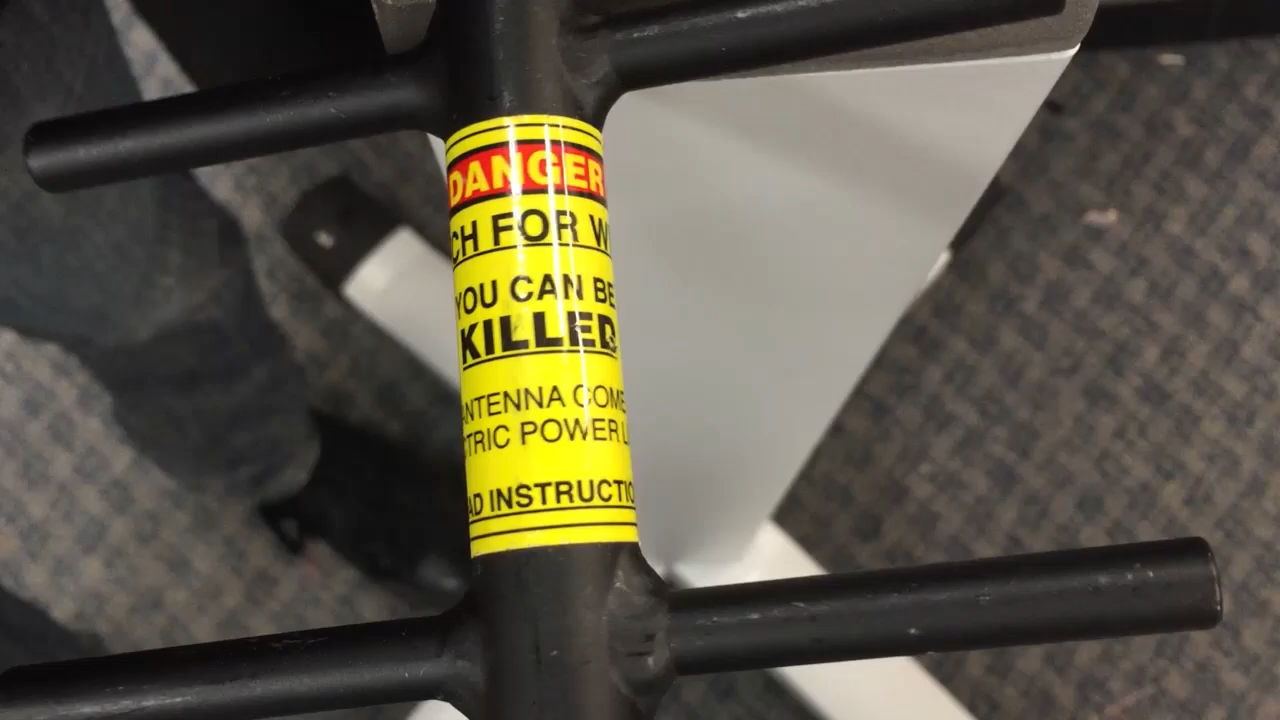 DANGER
CH FOR W
YOU CAN BE
KILLED
ANTENNA COME
TRIC POWER L
AD INSTRUCTIO